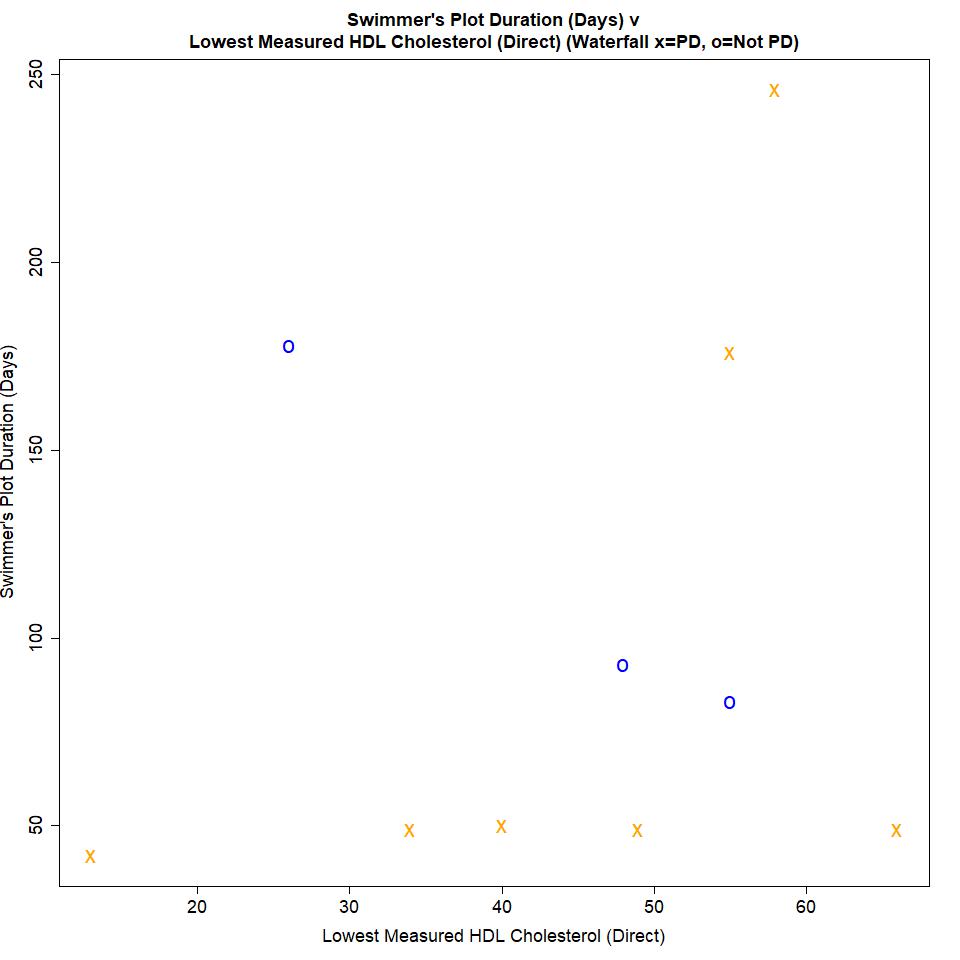 Swimmer's Plot Duration (Days) v
Lowest Measured HDL Cholesterol (Direct) (Waterfall x=PD, o=Not PD)
Swimmer's Plot Duration (Days)
250
200
150
100
50
X
X
O
X
O
O
X
X
X
X
X
20 30 40 50 60
Lowest Measured HDL Cholesterol (Direct)